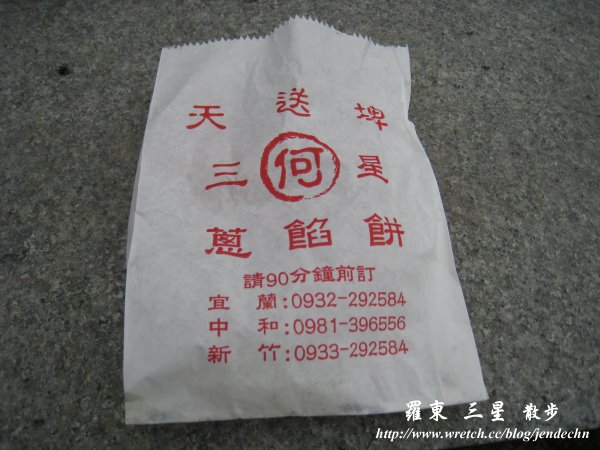 天送埤
三何星
蔥餡餅
請90分鐘前訂
宜蘭:0932-292584
中和:0981-396556
新竹:0933-292584
羅東 三星 散步
http://www.wretch.cc/blog/jendechn